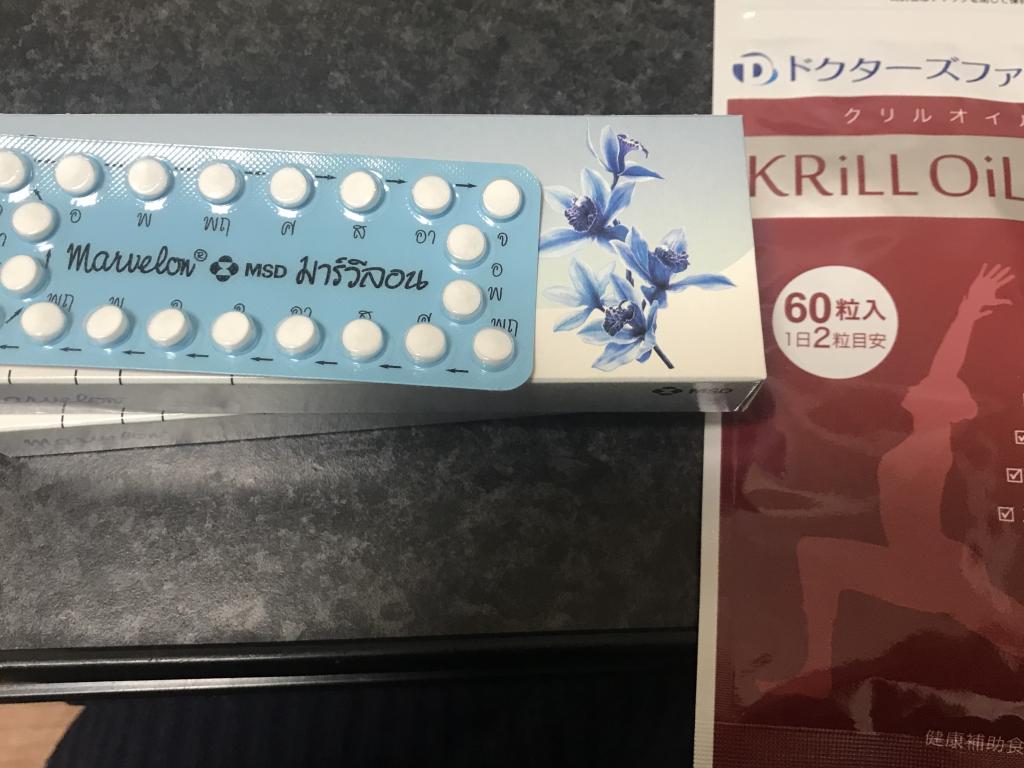 ドクターズファ
クリルオイル
KRiLL OiL
60粒入
1日2粒目安
健康補助食
อ พ พฤ ศ ส อา จ
อ
พ
พฤ
Marvelon® MSD มาร์วีลอน
MSD